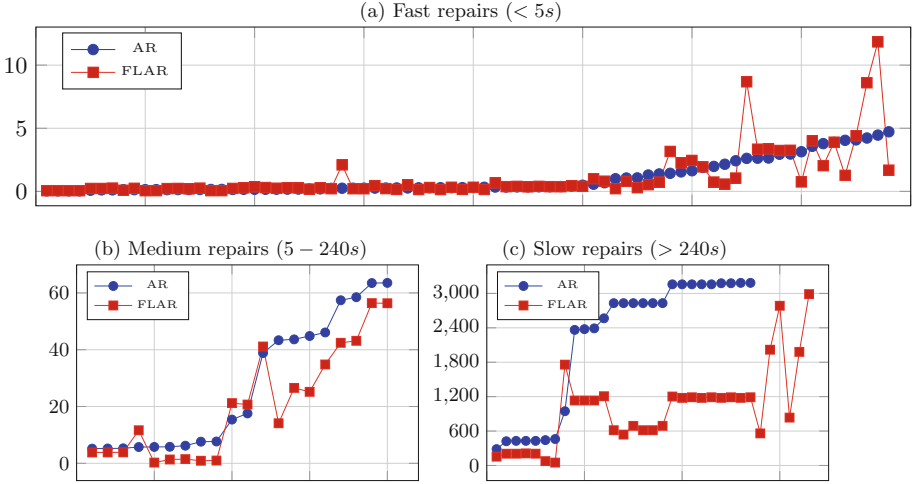 (a) Fast repairs (< 5s)
AR
FLAR
10
5
0
(b) Medium repairs (5 − 240s)
AR
FLAR
60
40
20
0
(c) Slow repairs (> 240s)
AR
FLAR
3,000
2,400
1,800
1,200
600
0